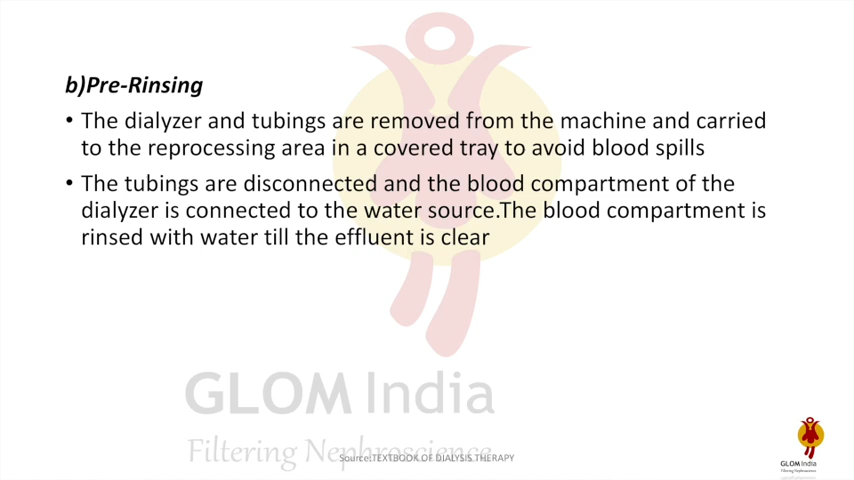 b)Pre-Rinsing
• The dialyzer and tubings are removed from the machine and carried
to the reprocessing area in a covered tray to avoid blood spills
• The tubings are disconnected and the blood compartment of the
dialyzer is connected to the water source.The blood compartment is
rinsed with water till the effluent is clear
GLOM India
Filtering Nephroscience
Source:TEXTBOOK OF DIALYSIS THERAPY
GLOM India
Filtering Nephroscience